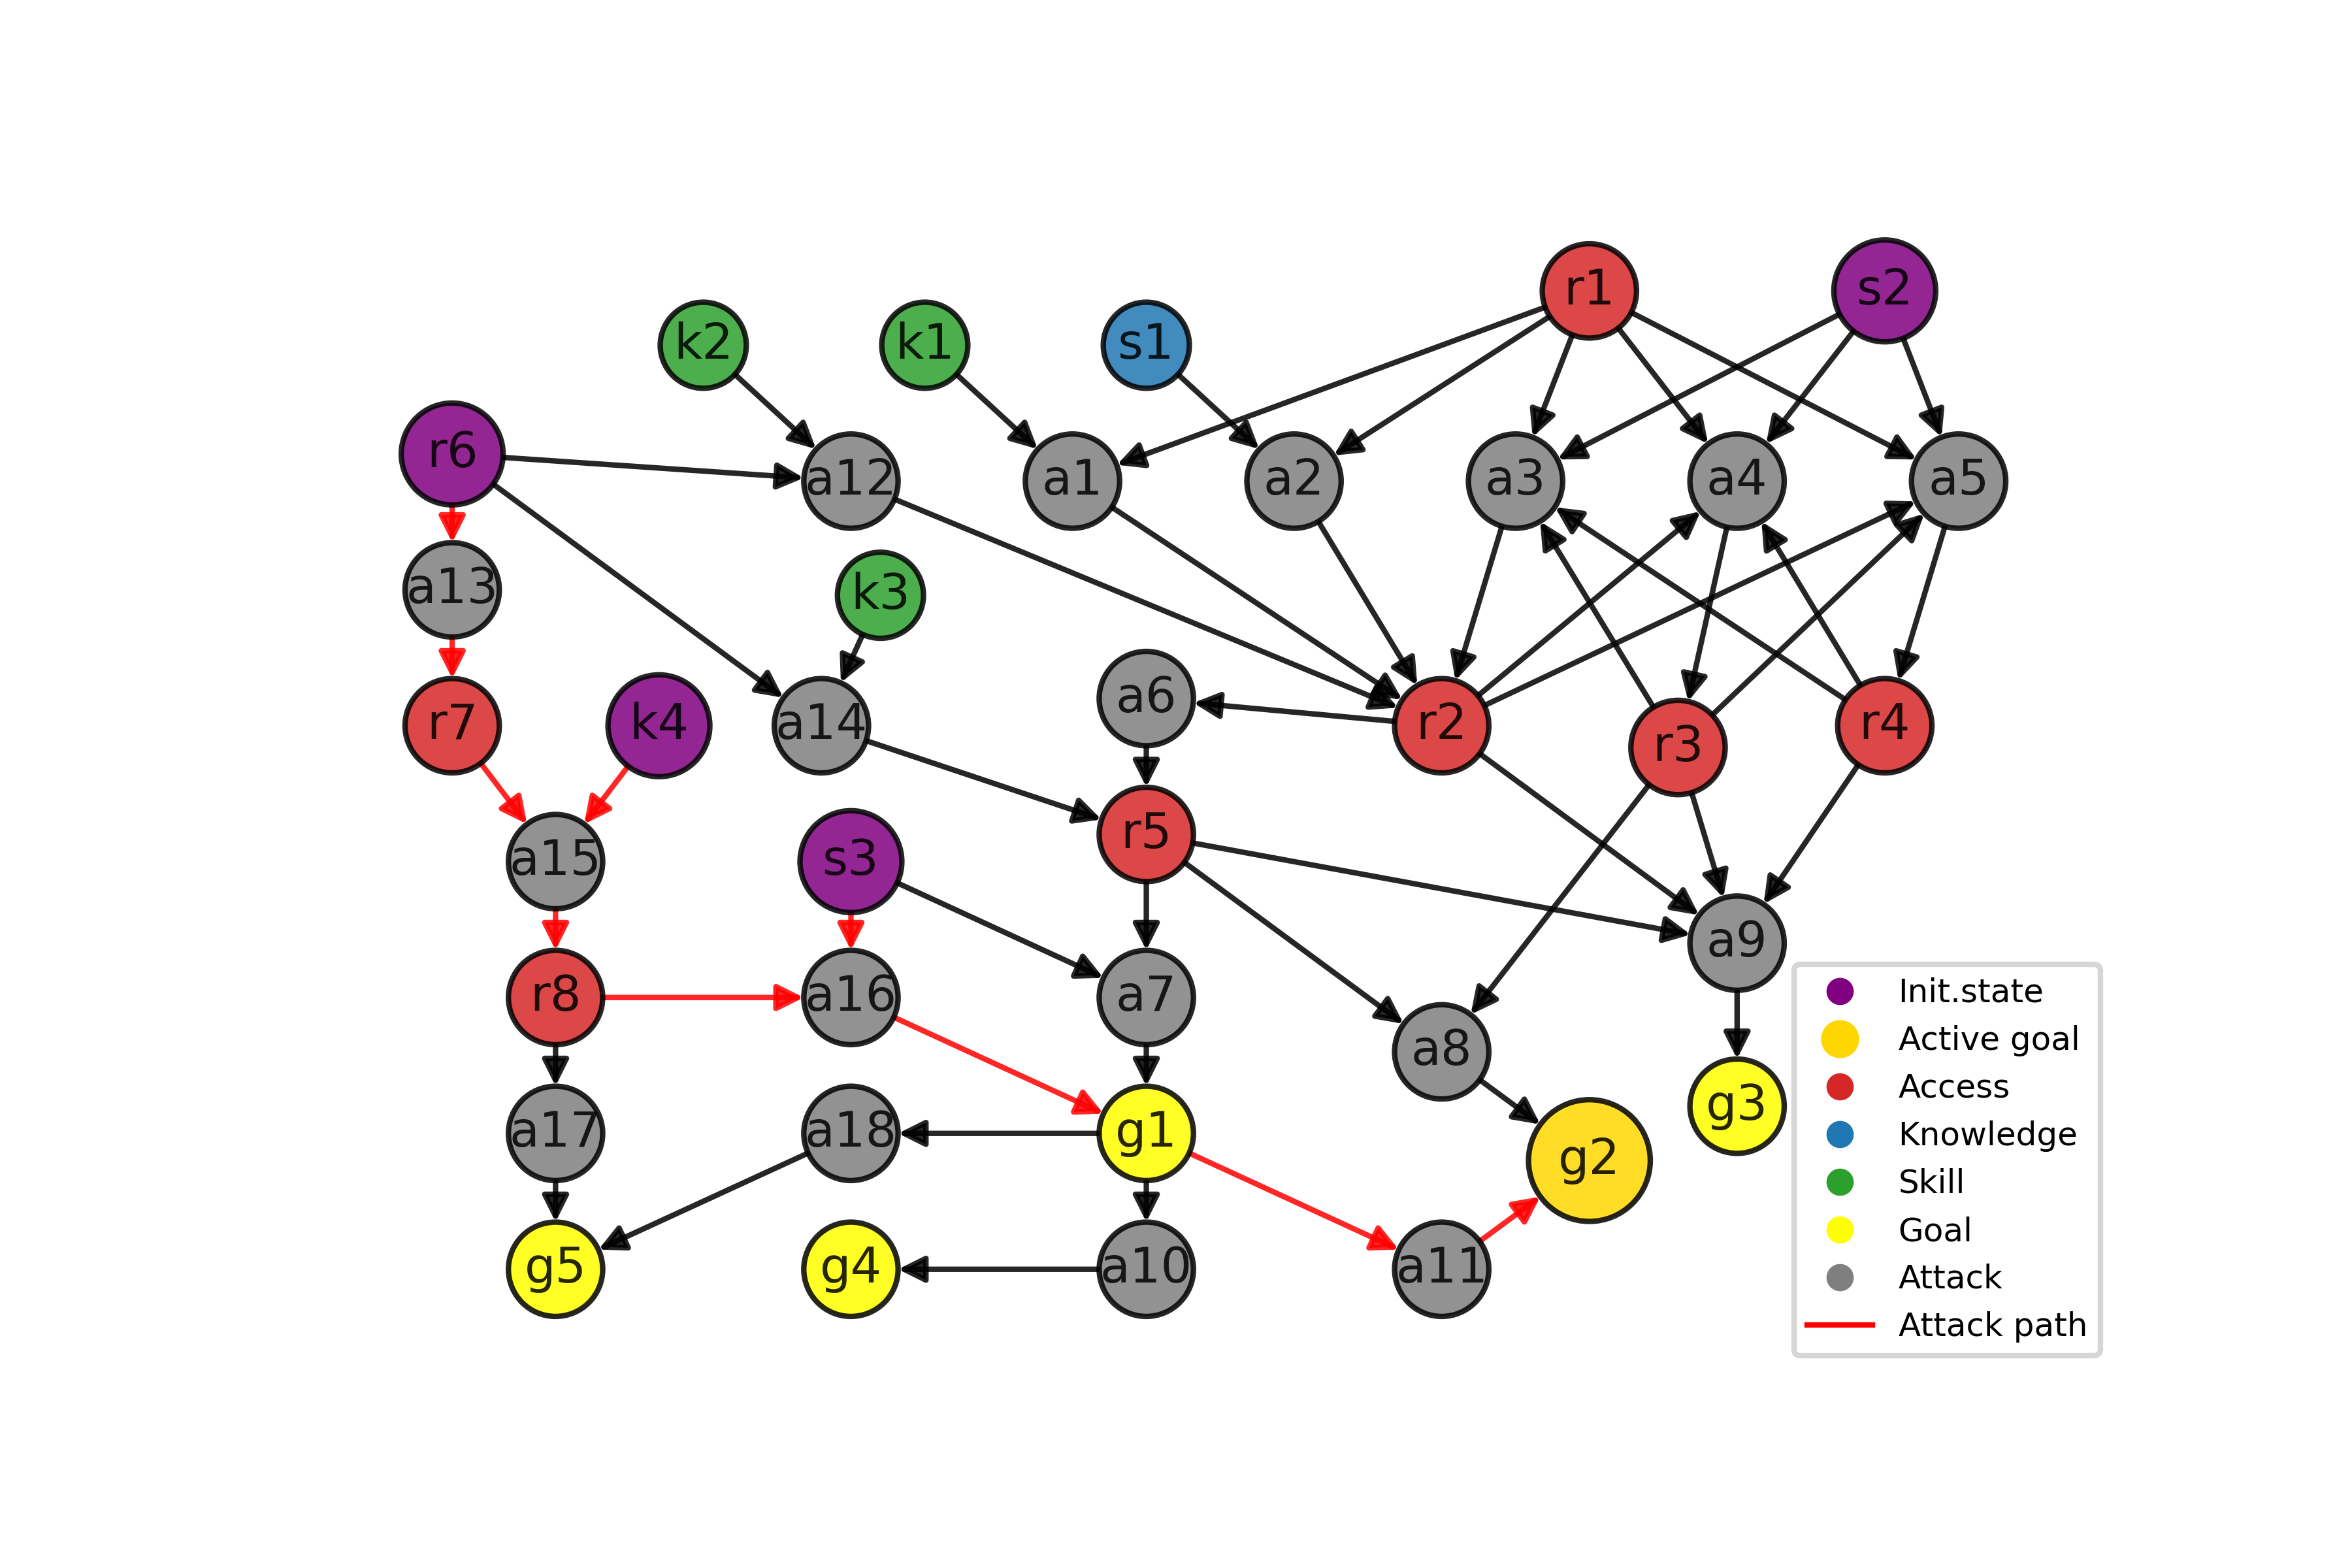 r1
s2
k2
k1
s1
r6
a12
a1
a2
a3
a4
a5
a13
k3
a6
r7
k4
a14
r2
r3
r4
r5
a15
s3
a9
r8
a16
a7
a8
Init.state
Active goal
Access
Knowledge
Skill
Goal
Attack
Attack path
g3
a17
a18
g1
g2
g5
g4
a10
a11